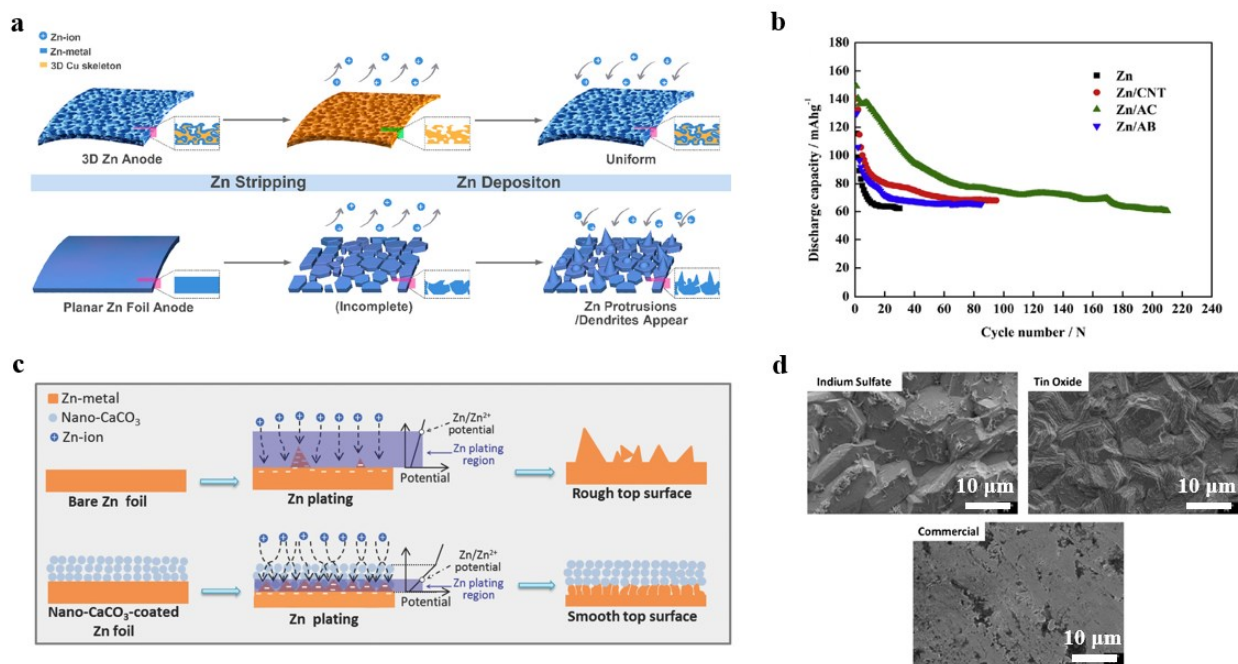 a
Zn-ion
Zn-metal
3D Cu skeleton
3D Zn Anode
Uniform
Zn Stripping
Zn Depositon
Planar Zn Foil Anode
(Incomplete)
Zn Protrusions
/Dendrites Appear
b
Discharge capacity / mAhg⁻¹
180
160
140
120
100
80
60
40
20
0
0 20 40 60 80 100 120 140 160 180 200 220 240
Cycle number / N
Zn
Zn/CNT
Zn/AC
Zn/AB
c
Zn-metal
Nano-CaCO₃
Zn-ion
Bare Zn foil
Zn plating
Potential
Zn/Zn²⁺
potential
Zn plating
region
Rough top surface
Nano-CaCO₃-coated
Zn foil
Zn plating
Potential
Zn/Zn²⁺
potential
Zn plating
region
Smooth top surface
d
Indium Sulfate
10 μm
Tin Oxide
10 μm
Commercial
10 μm